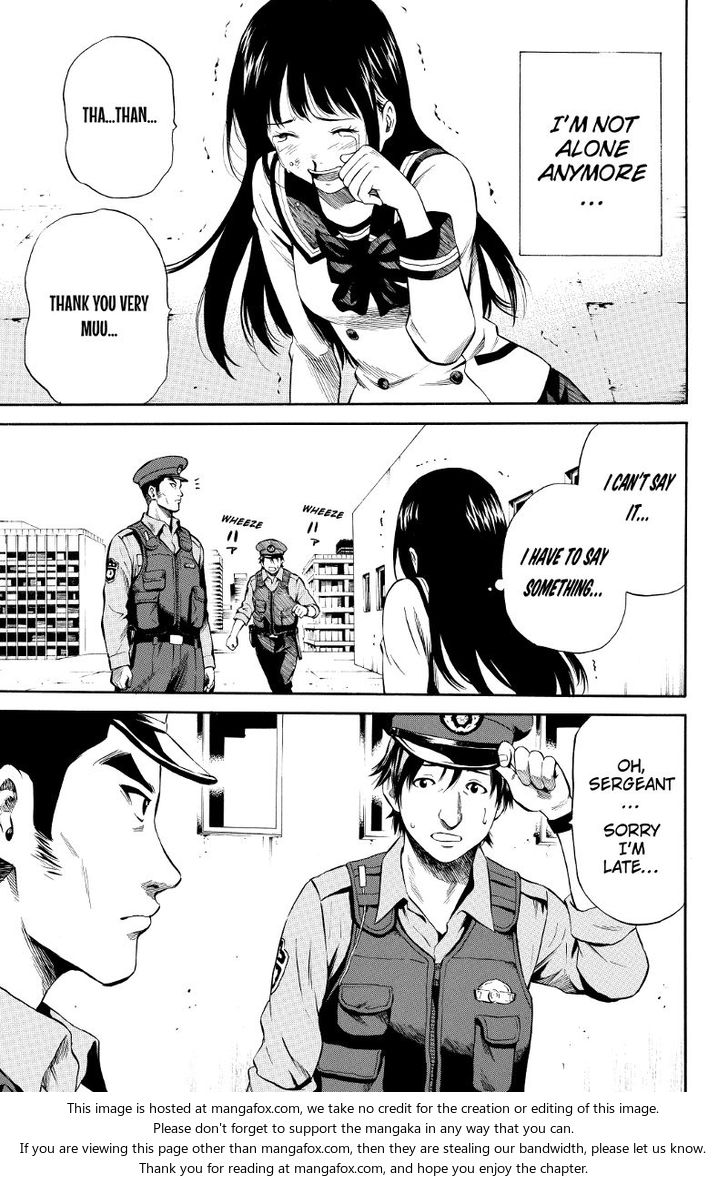 I'M NOT
ALONE
ANYMORE
...
THA...THAN...
THANK YOU VERY
MUU...
I CAN'T SAY
IT...
I HAVE TO SAY
SOMETHING...
WHEEZE
WHEEZE
OH,
SERGEANT
...
SORRY
I'M
LATE...
This image is hosted at mangafox.com, we take no credit for the creation or editing of this image.
Please don't forget to support the mangaka in any way that you can.
If you are viewing this page other than mangafox.com, then they are stealing our bandwidth, please let us know.
Thank you for reading at mangafox.com, and hope you enjoy the chapter.